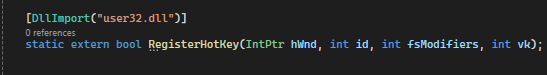 [DllImport("user32.dll")]
0 references
static extern bool RegisterHotKey(IntPtr hWnd, int id, int fsModifiers, int vk);